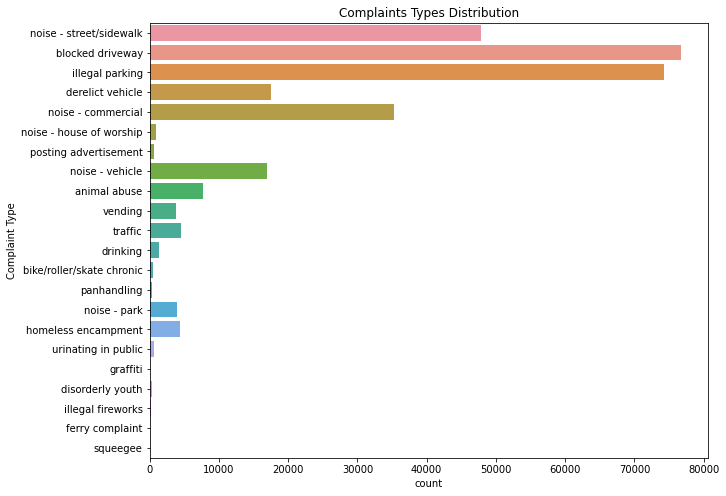 Complaints Types Distribution
noise - street/sidewalk
blocked driveway
illegal parking
derelict vehicle
noise - commercial
noise - house of worship
posting advertisement
noise - vehicle
animal abuse
vending
traffic
drinking
bike/roller/skate chronic
panhandling
noise - park
homeless encampment
urinating in public
graffiti
disorderly youth
illegal fireworks
ferry complaint
squeegee
Complaint Type
0 10000 20000 30000 40000 50000 60000 70000 80000
count